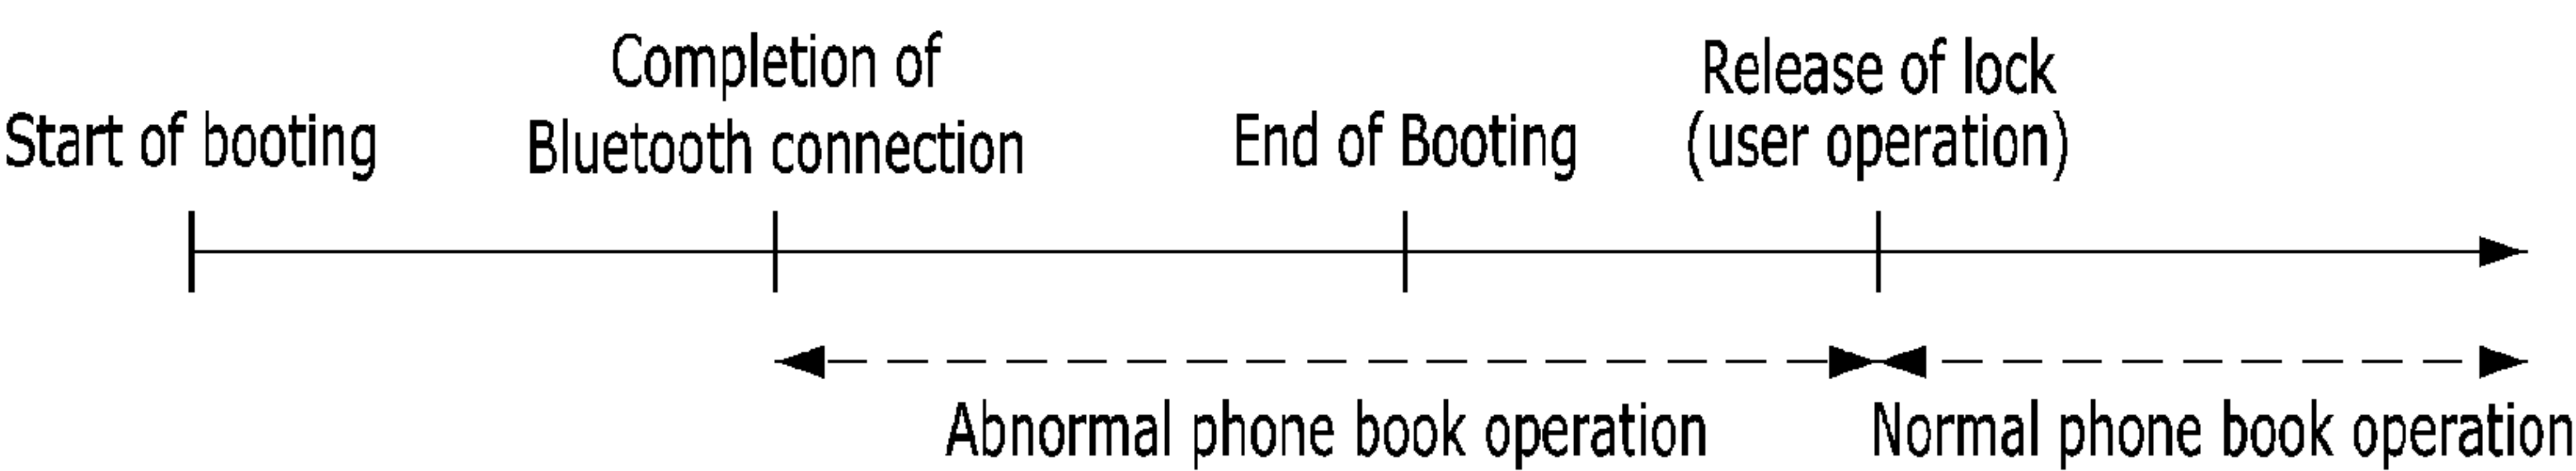 Start of booting
Completion of
Bluetooth connection
End of Booting
Release of lock
(user operation)
Abnormal phone book operation
Normal phone book operation